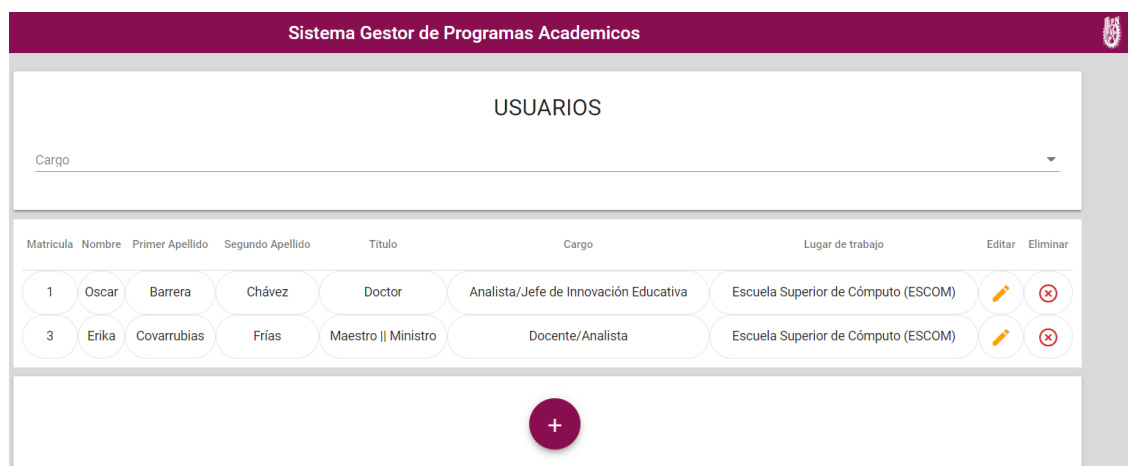 Sistema Gestor de Programas Academicos
USUARIOS
Cargo
Matricula Nombre Primer Apellido Segundo Apellido Título Cargo Lugar de trabajo Editar Eliminar
1 Oscar Barrera Chávez Doctor Analista/Jefe de Innovación Educativa Escuela Superior de Cómputo (ESCOM)
3 Erika Covarrubias Frías Maestro || Ministro Docente/Analista Escuela Superior de Cómputo (ESCOM)
+